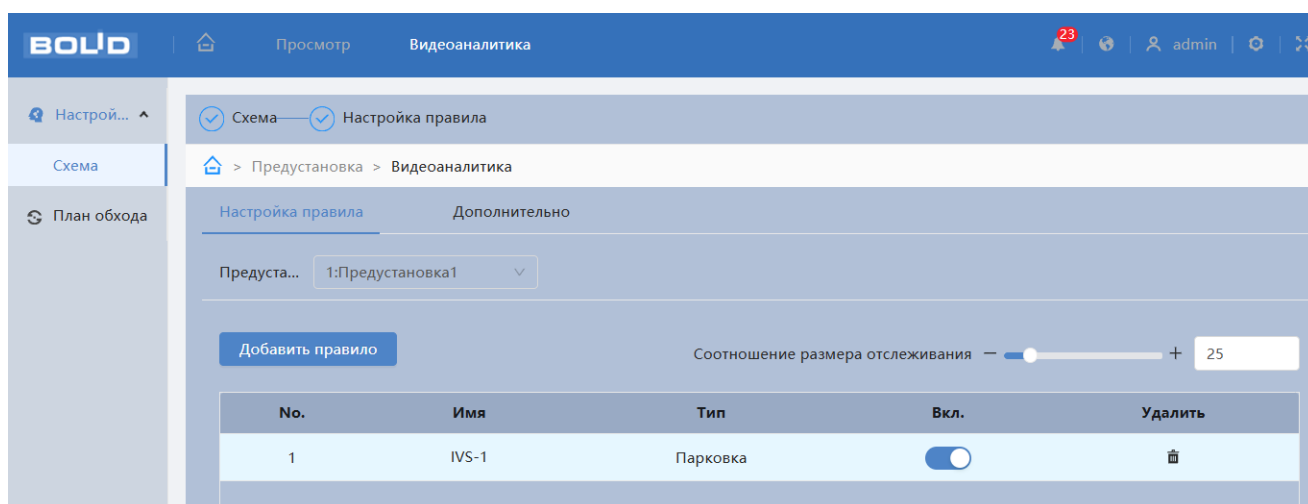 BOLID Просмотр Видеоаналитика 23 admin
Настрой... Схема Настройка правила
Схема > Предустановка > Видеоаналитика
План обхода Настройка правила Дополнительно
Предуста... 1:Предустановка1
Добавить правило Соотношение размера отслеживания − + 25
No. Имя Тип Вкл. Удалить
1 IVS-1 Парковка